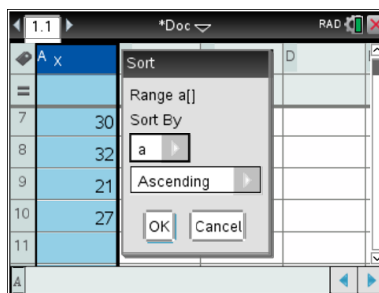 1.1 *Doc RAD
A x D
=
Sort
Range a[]
Sort By
a
Ascending
OK Cancel
7 30
8 32
9 21
10 27
11
A